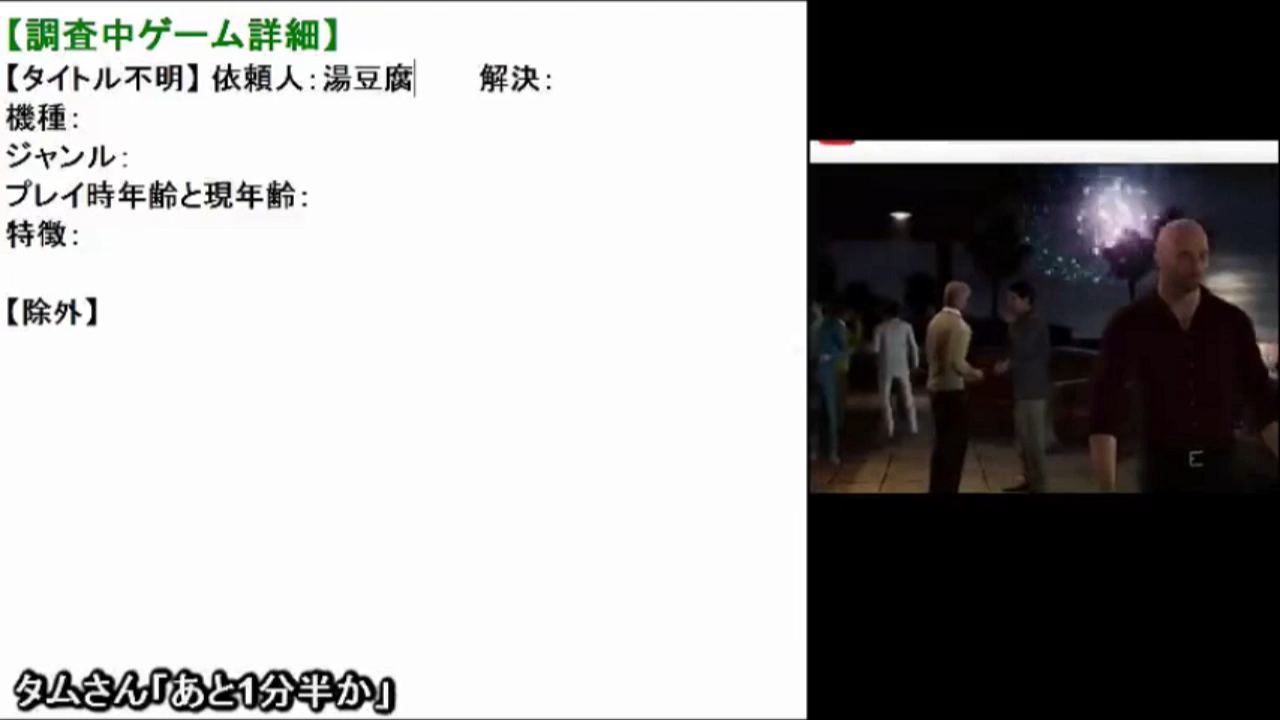 【調査中ゲーム詳細】
【タイトル不明】依頼人:湯豆腐 解決:
機種:
ジャンル:
プレイ時年齢と現年齢:
特徴:
【除外】
タムさん「あと1分半か」